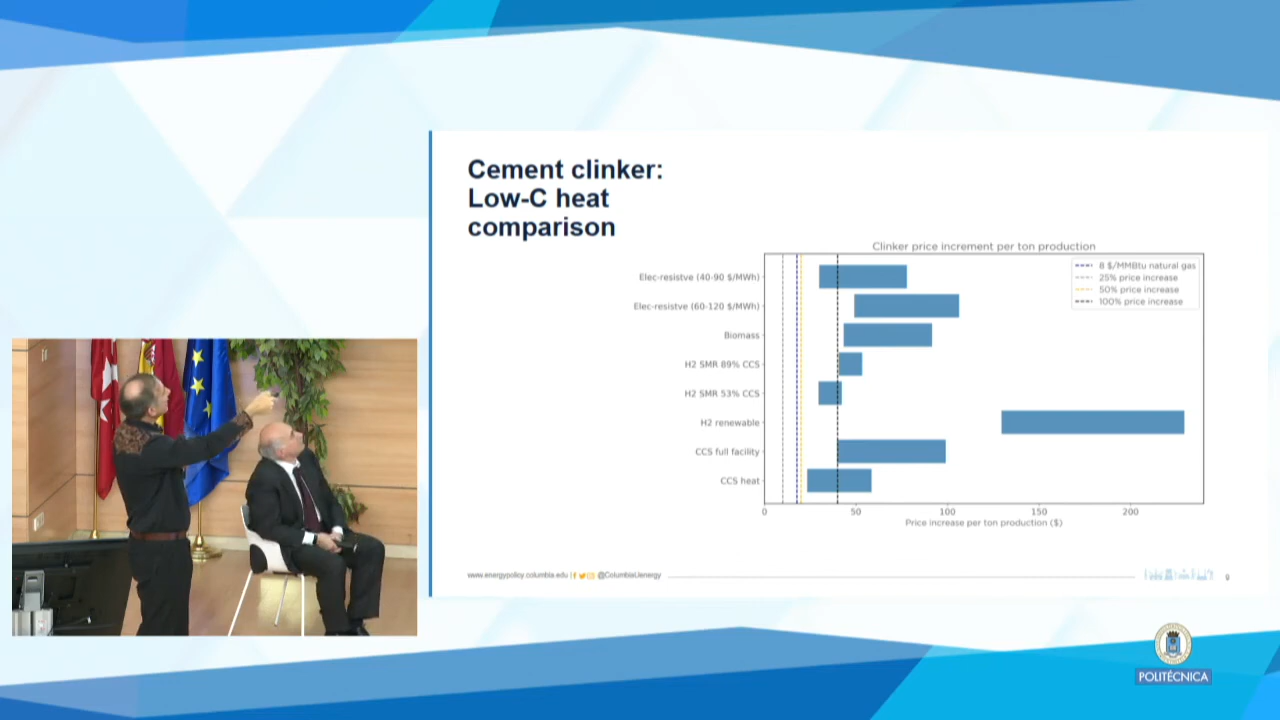 Cement clinker:
Low-C heat
comparison
Clinker price increment per ton production
8 $/MMBtu natural gas
25% price increase
50% price increase
100% price increase
Elec-resistve (40-90 $/MWh)
Elec-resistve (60-120 $/MWh)
Biomass
H2 SMR 89% CCS
H2 SMR 53% CCS
H2 renewable
CCS full facility
CCS heat
0 50 100 150 200
Price increase per ton production ($)
www.energypolicy.columbia.edu | @ColumbiaUenergy
9
POLITÉCNICA